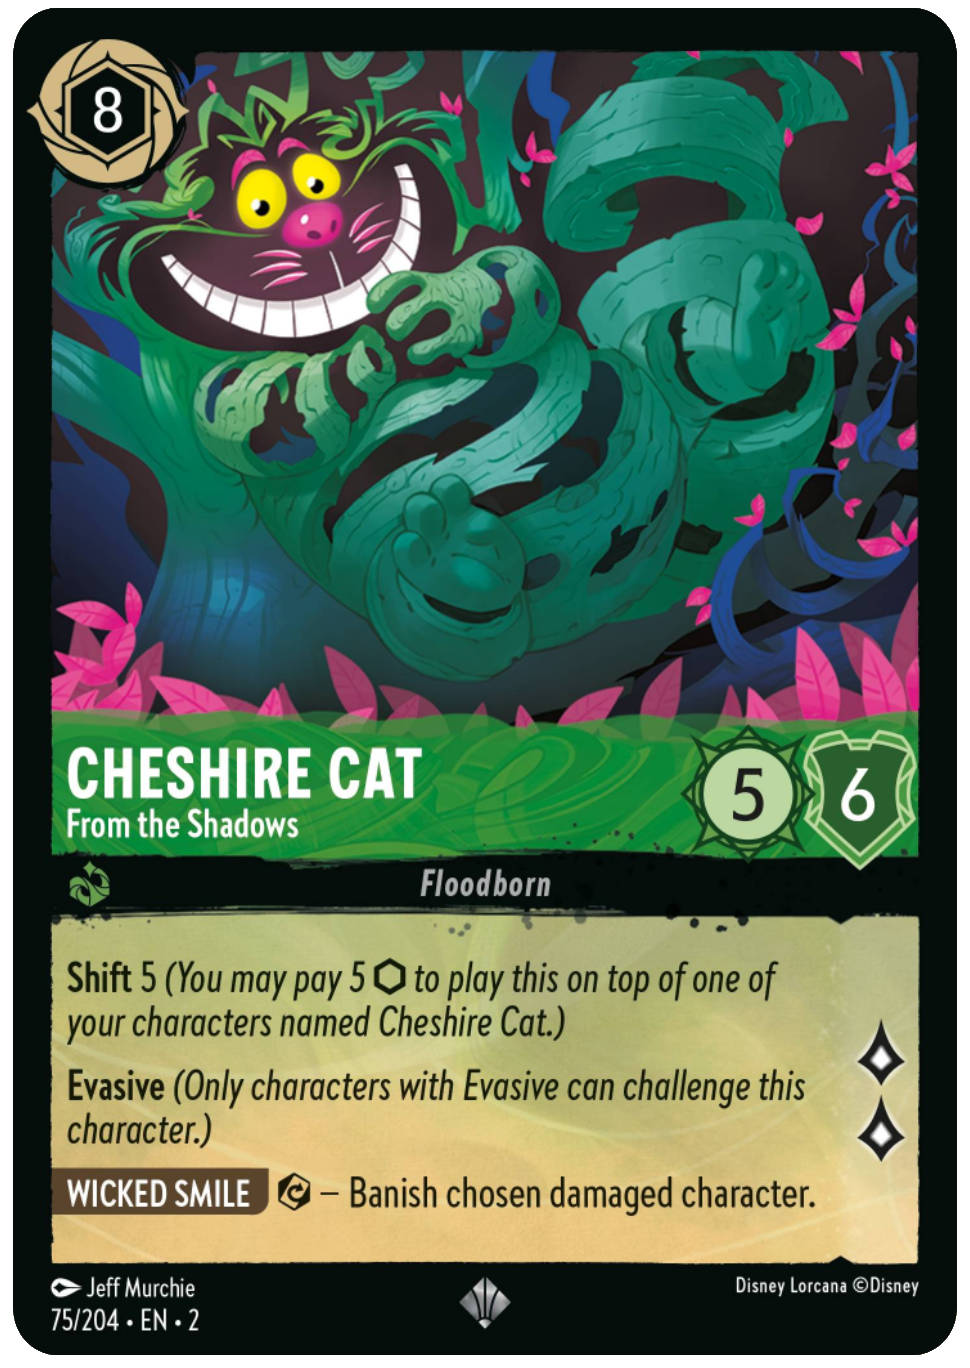 8
CHESHIRE CAT
From the Shadows
5
6
Floodborn
Shift 5 (You may pay 5 to play this on top of one of
your characters named Cheshire Cat.)
Evasive (Only characters with Evasive can challenge this
character.)
WICKED SMILE – Banish chosen damaged character.
Jeff Murchie
Disney Lorcana ©Disney
75/204 • EN • 2